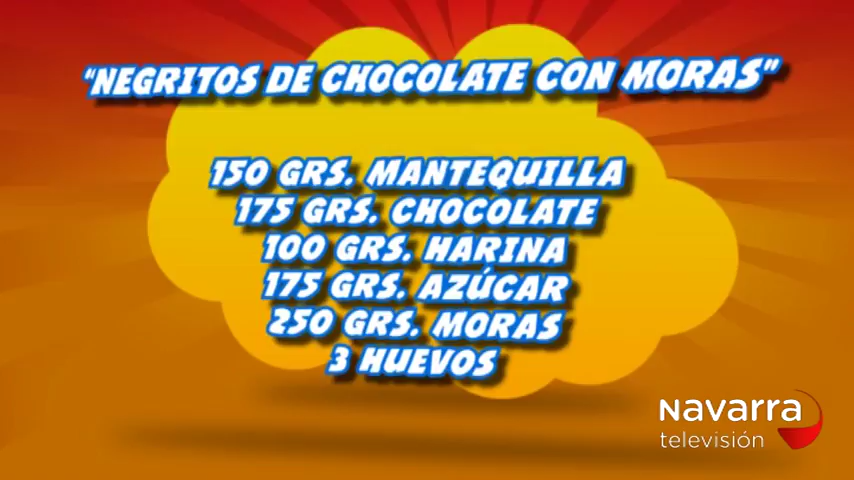 "NEGRITOS DE CHOCOLATE CON MORAS"
150 GRS. MANTEQUILLA
175 GRS. CHOCOLATE
100 GRS. HARINA
175 GRS. AZÚCAR
250 GRS. MORAS
3 HUEVOS
Navarra
televisión